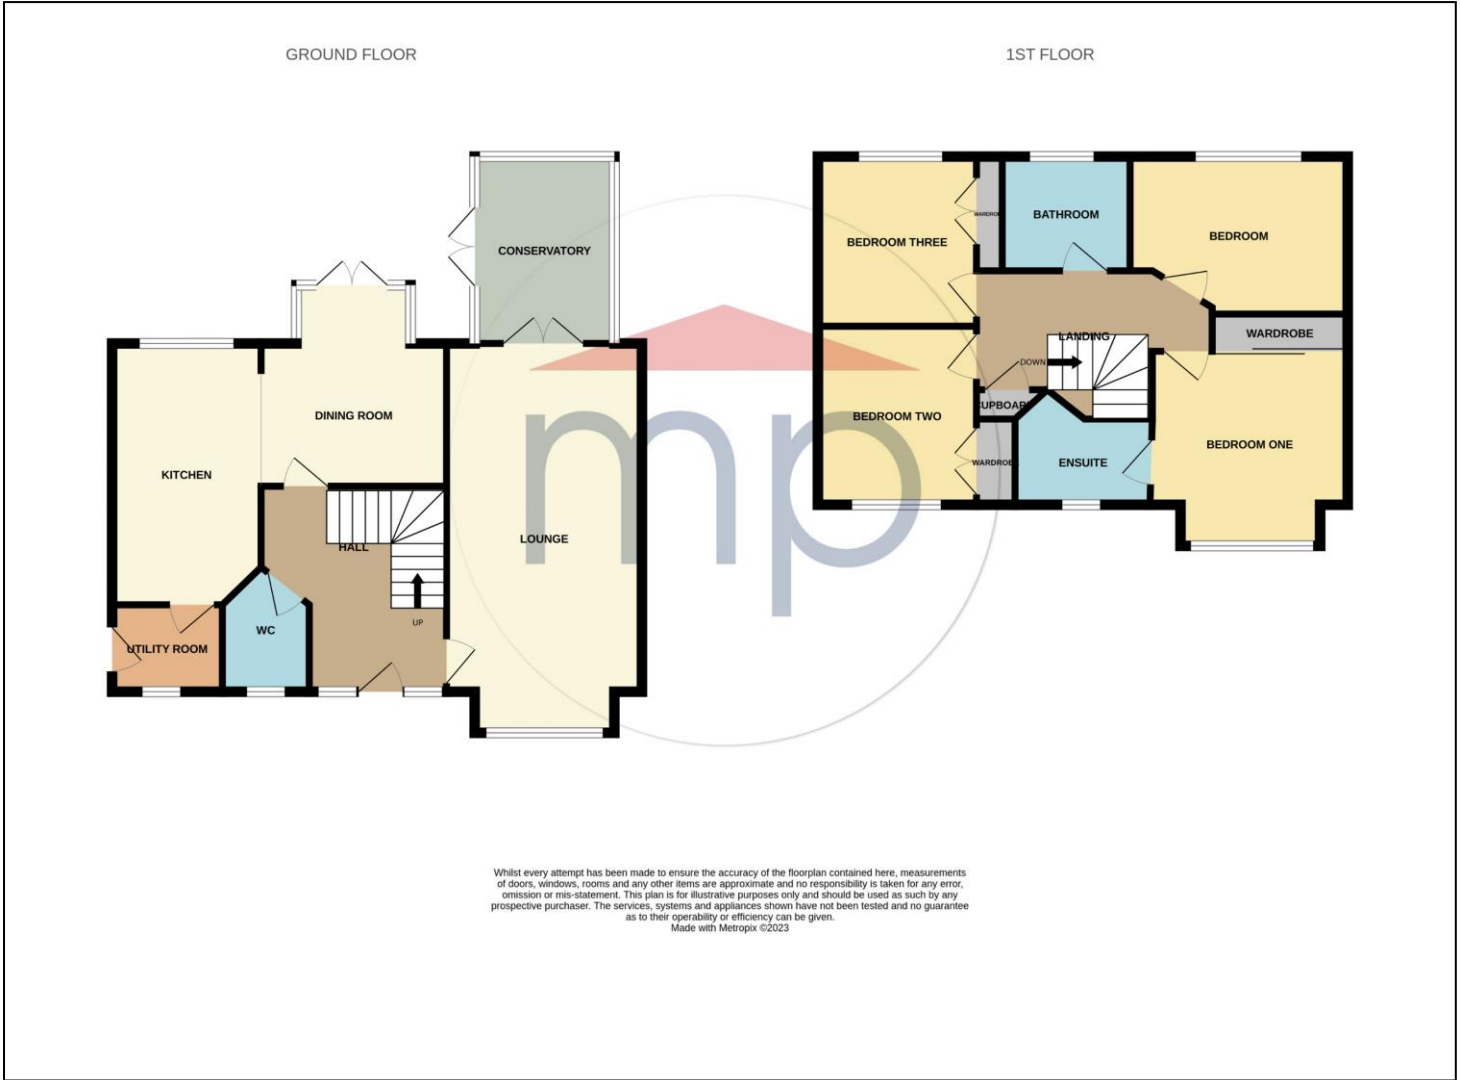 GROUND FLOOR
1ST FLOOR
CONSERVATORY
DINING ROOM
KITCHEN
LOUNGE
HALL
UP
WC
UTILITY ROOM
BEDROOM THREE
WARDROBE
BATHROOM
BEDROOM
LANDING
DOWN
WARDROBE
CUPBOARD
BEDROOM TWO
WARDROBE
ENSUITE
BEDROOM ONE
mp
Whilst every attempt has been made to ensure the accuracy of the floorplan contained here, measurements
of doors, windows, rooms and any other items are approximate and no responsibility is taken for any error,
omission or mis-statement. This plan is for illustrative purposes only and should be used as such by any
prospective purchaser. The services, systems and appliances shown have not been tested and no guarantee
as to their operability or efficiency can be given.
Made with Metropix ©2023